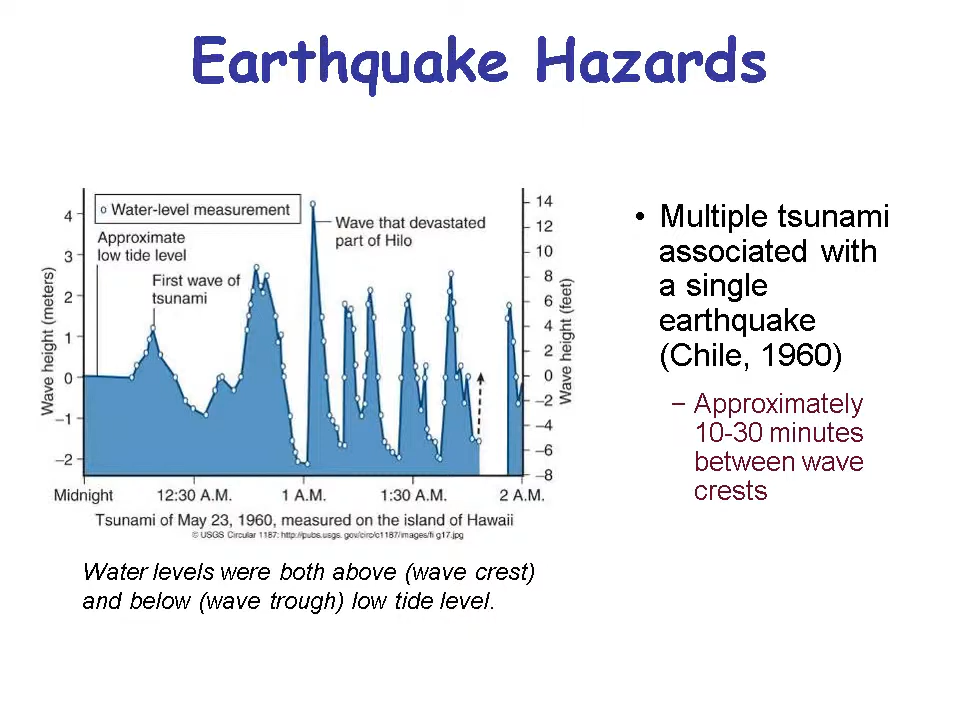 Earthquake Hazards
Water-level measurement
Approximate
low tide level
First wave of
tsunami
Wave that devastated
part of Hilo
Wave height (meters)
4
3
2
1
0
–1
–2
14
12
10
8
6
4
2
0
–2
–4
–6
–8
Wave height (feet)
Midnight 12:30 A.M. 1 A.M. 1:30 A.M. 2 A.M.
Tsunami of May 23, 1960, measured on the island of Hawaii
© USGS Circular 1187: http://pubs.usgs. gov/circ/c1187/images/fi g17.jpg
Water levels were both above (wave crest)
and below (wave trough) low tide level.
• Multiple tsunami
associated with
a single
earthquake
(Chile, 1960)
– Approximately
10-30 minutes
between wave
crests